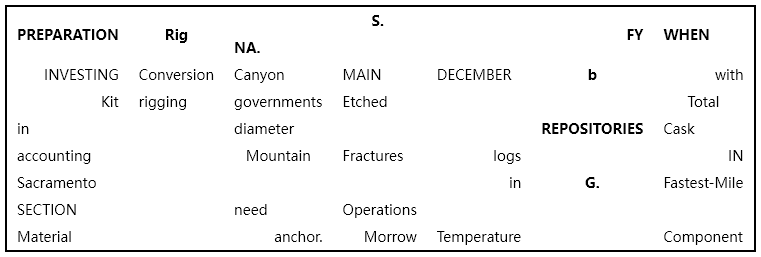 PREPARATION Rig NA. S. FY WHEN
INVESTING Conversion Canyon MAIN DECEMBER b with
Kit rigging governments Etched Total
in diameter REPOSITORIES Cask
accounting Mountain Fractures logs IN
Sacramento in G. Fastest-Mile
SECTION need Operations
Material anchor. Morrow Temperature Component